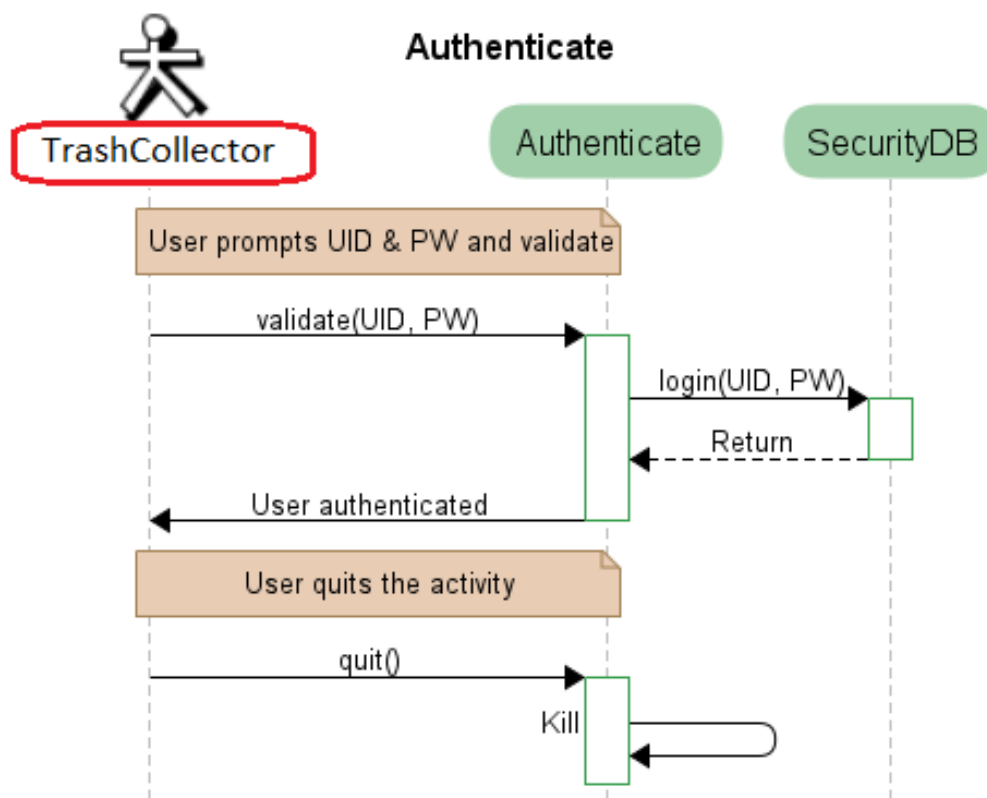 Authenticate
TrashCollector
Authenticate
SecurityDB
User prompts UID & PW and validate
validate(UID, PW)
login(UID, PW)
Return
User authenticated
User quits the activity
quit()
Kill